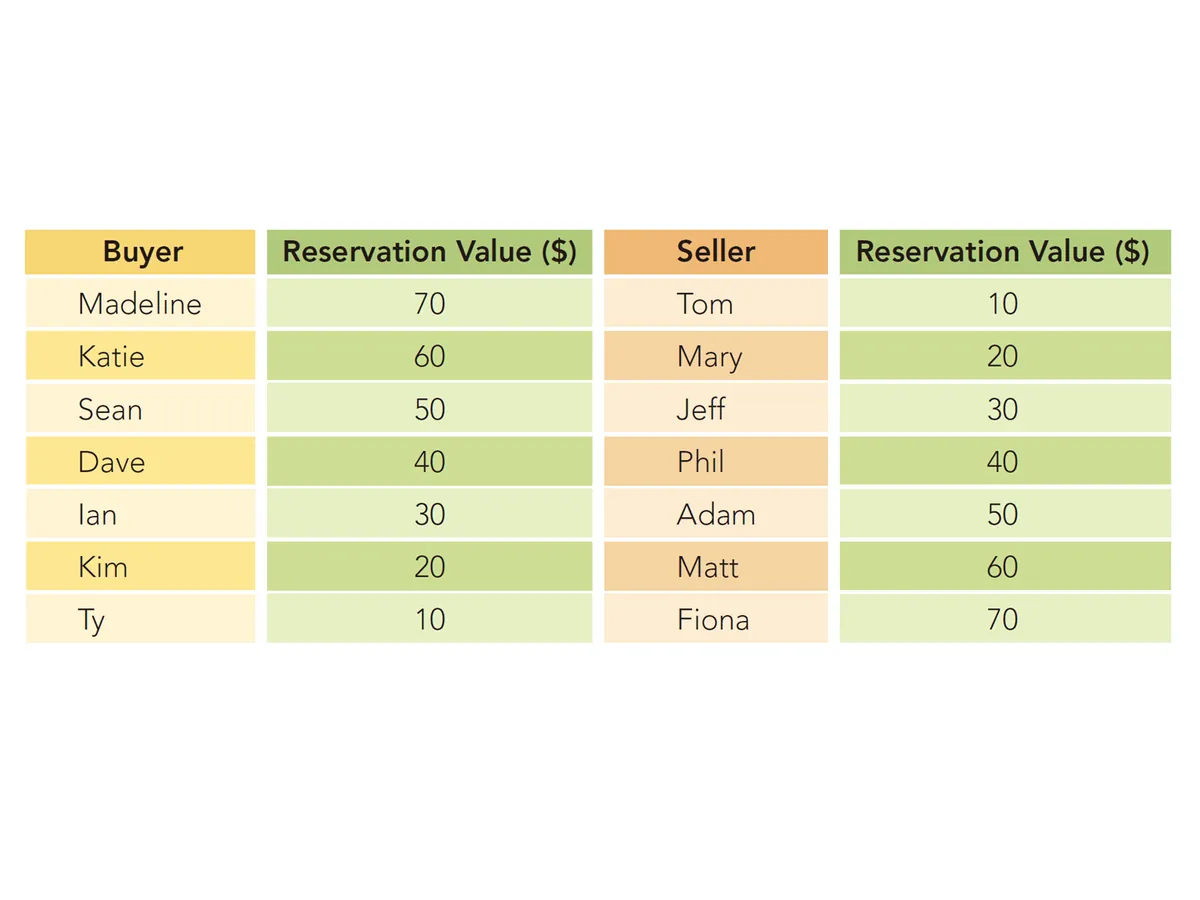 Buyer Reservation Value ($) Seller Reservation Value ($)
Madeline 70 Tom 10
Katie 60 Mary 20
Sean 50 Jeff 30
Dave 40 Phil 40
Ian 30 Adam 50
Kim 20 Matt 60
Ty 10 Fiona 70